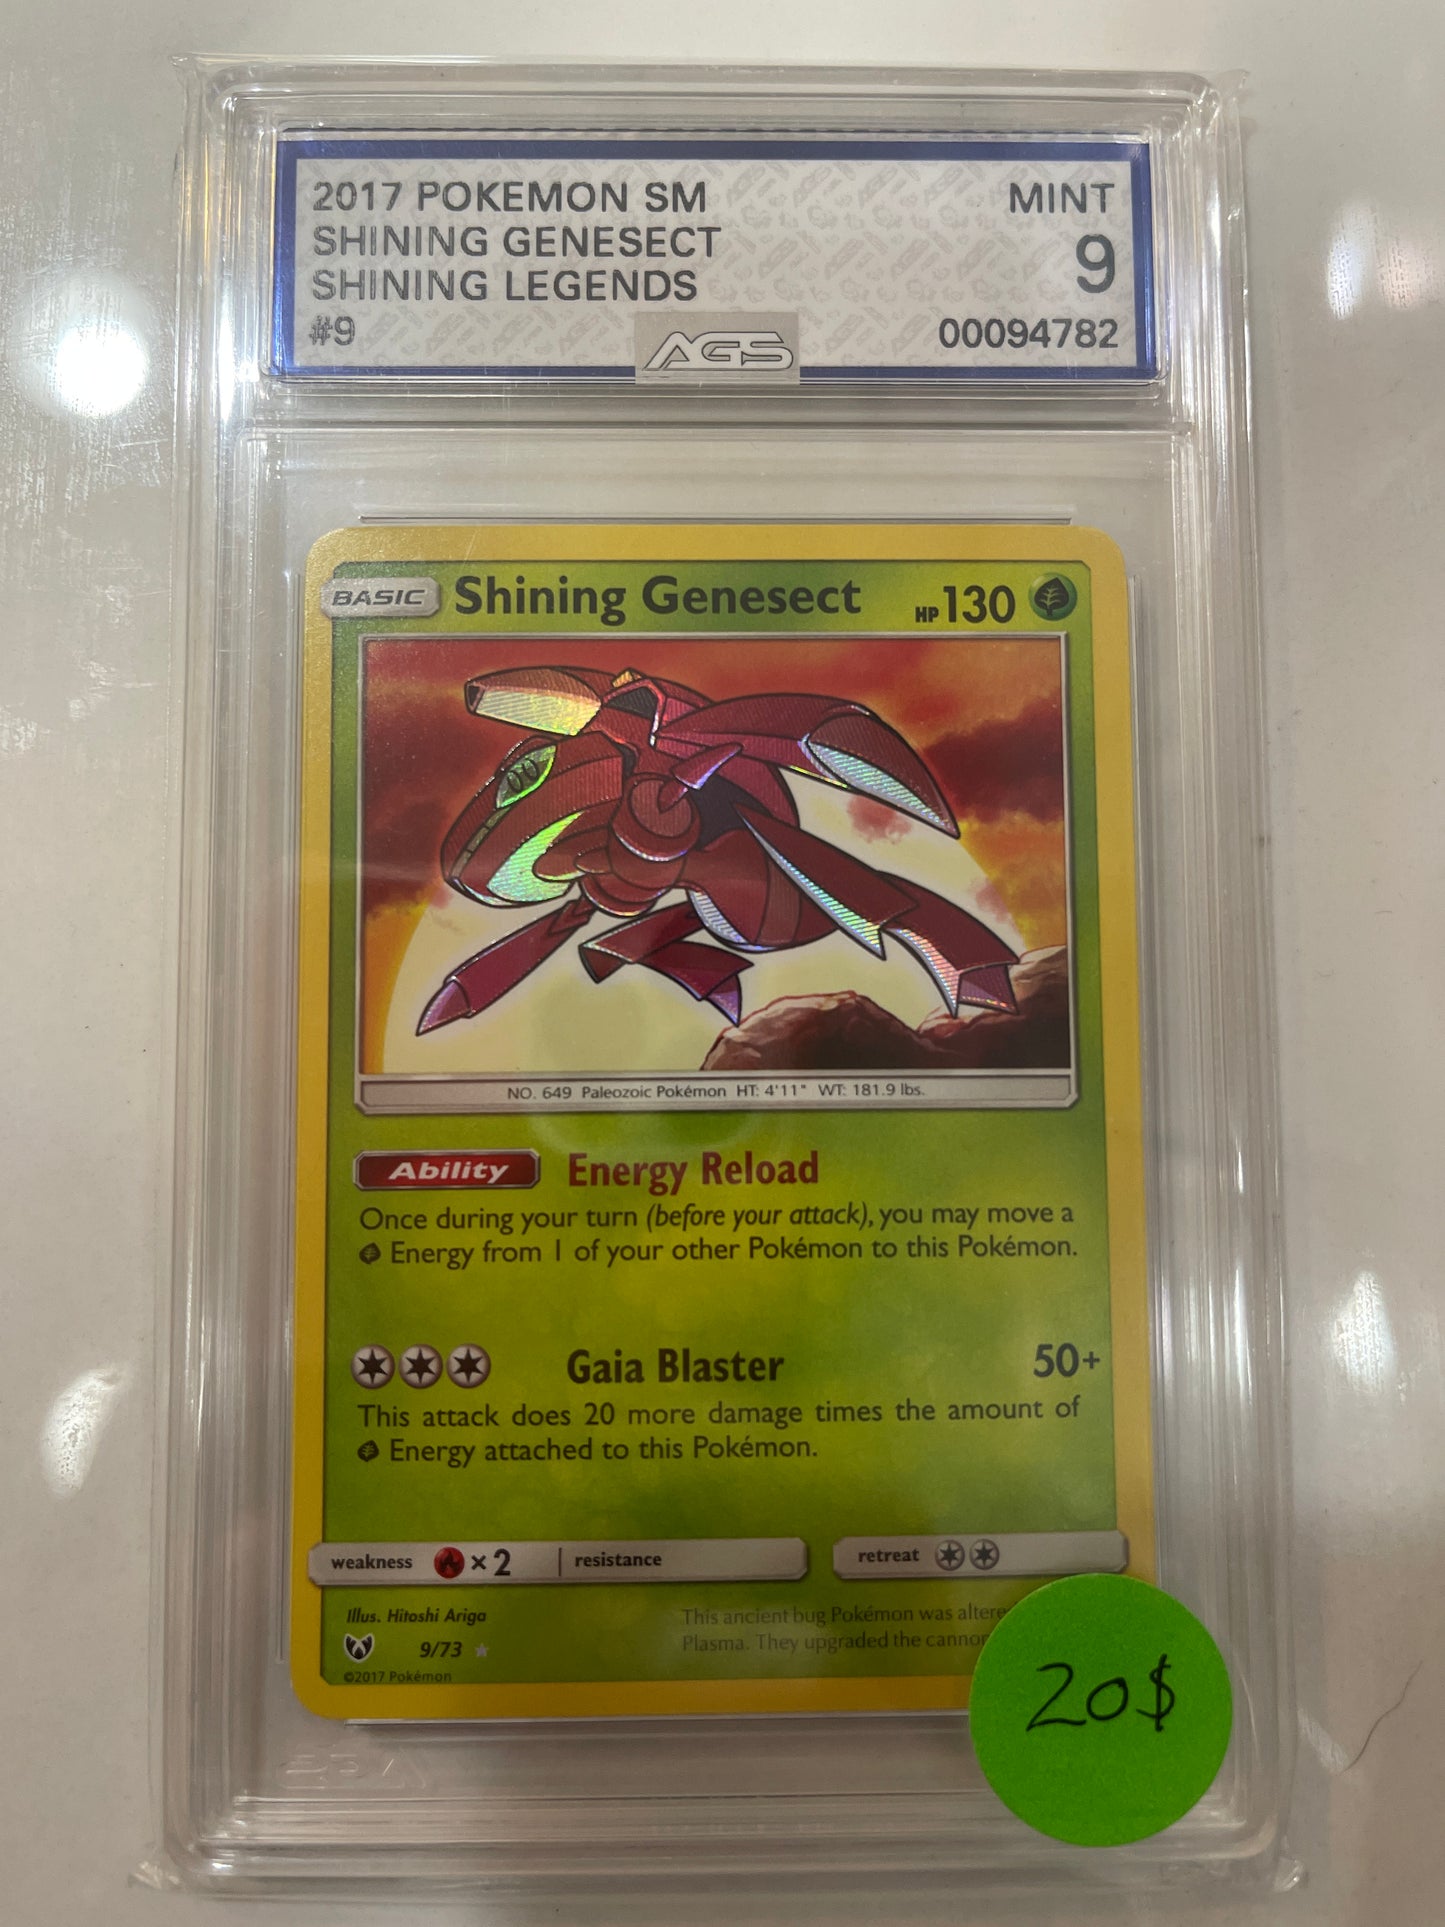 2017 POKEMON SM
MINT
SHINING GENESECT
9
SHINING LEGENDS
#9
AGS
00094782
BASIC
Shining Genesect
HP 130
NO. 649 Paleozoic Pokémon HT: 4'11" WT: 181.9 lbs.
Ability Energy Reload
Once during your turn (before your attack), you may move a
Energy from 1 of your other Pokémon to this Pokémon.
Gaia Blaster 50+
This attack does 20 more damage times the amount of
Energy attached to this Pokémon.
weakness ×2 resistance
retreat
Illus. Hitoshi Ariga
9/73
©2017 Pokémon
This ancient bug Pokémon was altere
Plasma. They upgraded the cannon
20$